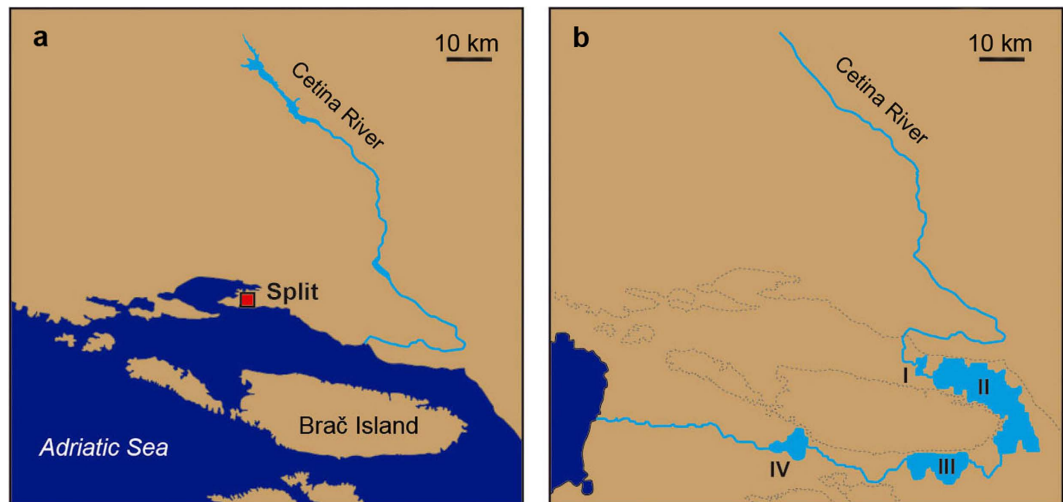 a
10 km
Cetina River
Split
Brač Island
Adriatic Sea
b
10 km
Cetina River
I
II
III
IV